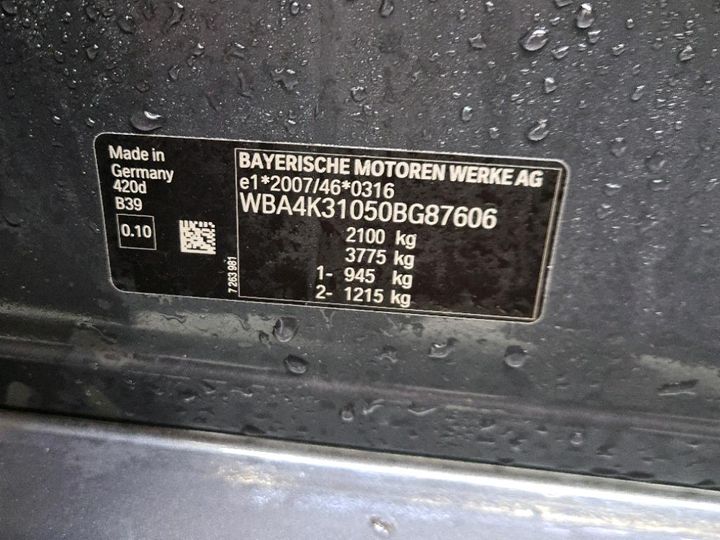 Made in
Germany
420d
B39
0.10
7 263 981
BAYERISCHE MOTOREN WERKE AG
e1*2007/46*0316
WBA4K31050BG87606
2100 kg
3775 kg
1- 945 kg
2- 1215 kg